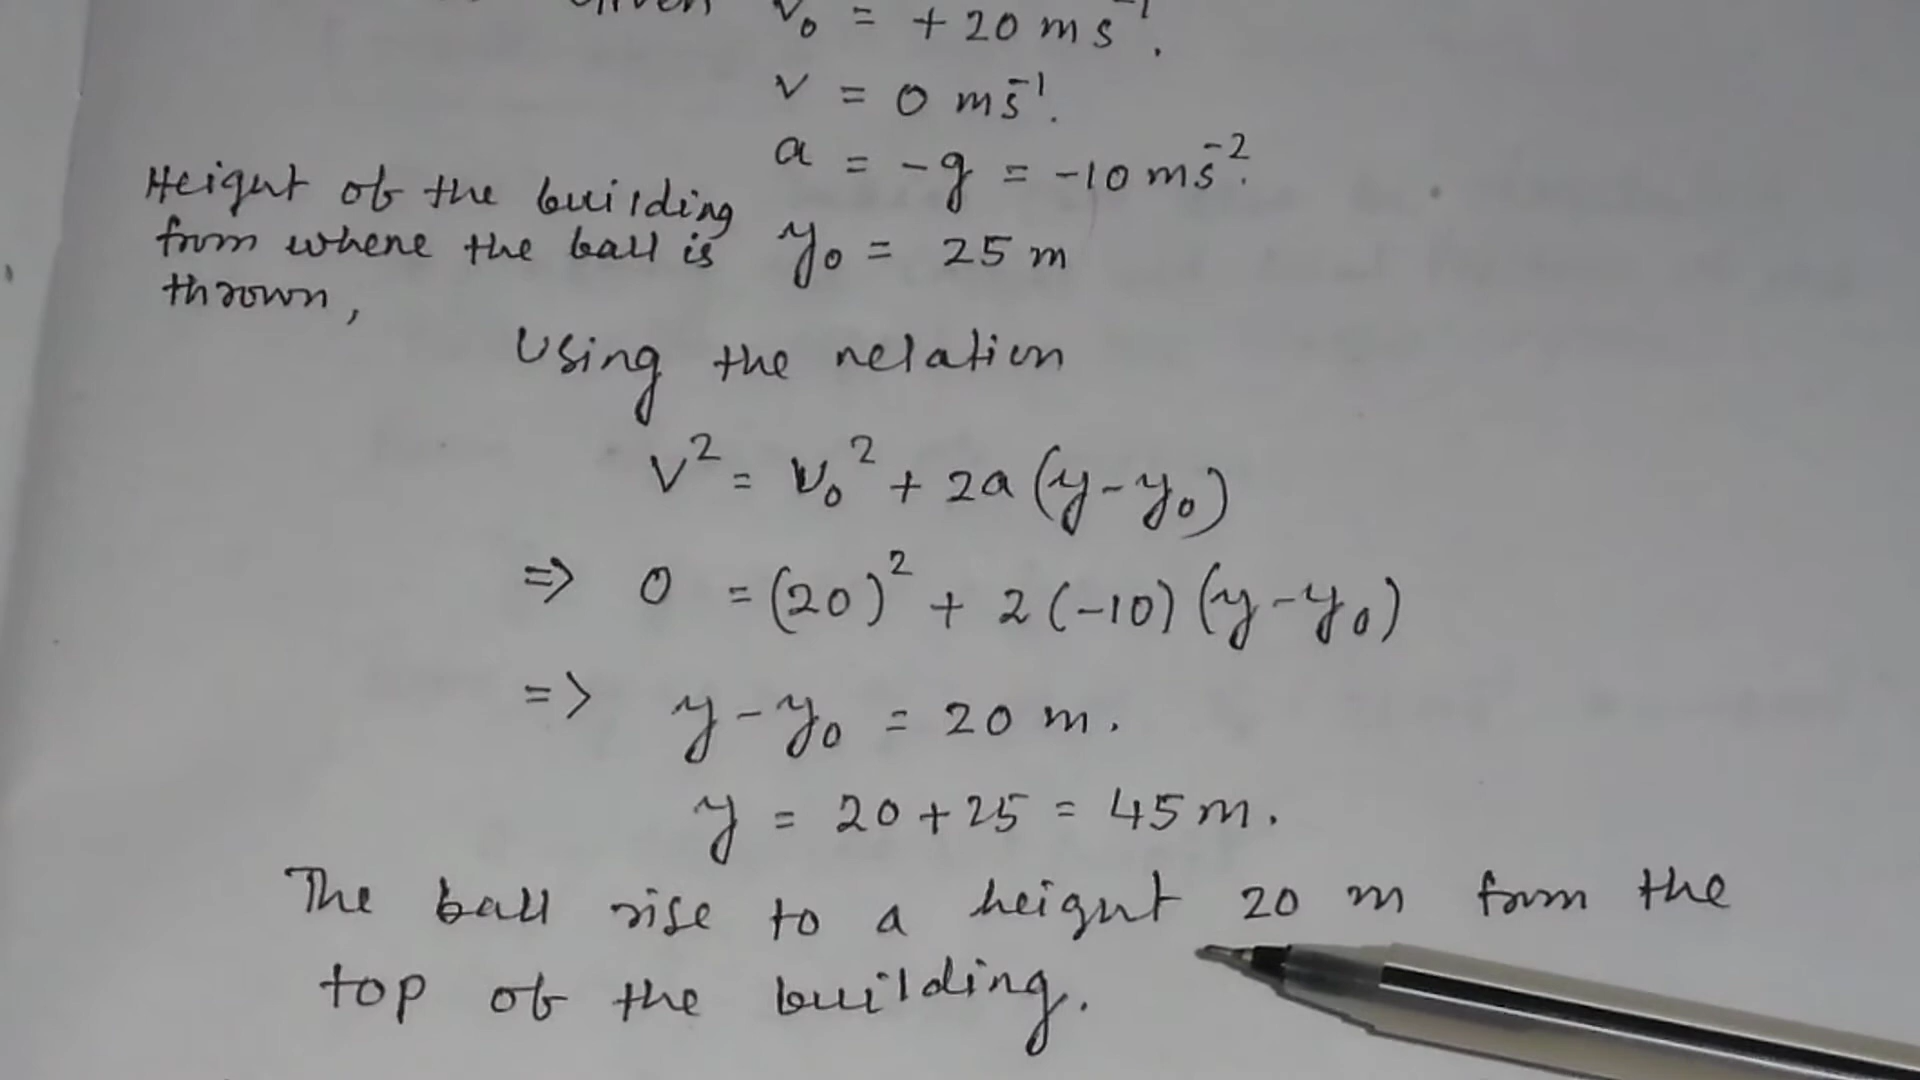 Given v₀ = +20 ms⁻¹.
v = 0 ms⁻¹.
a = -g = -10 ms⁻².
Height of the building
from where the ball is y₀ = 25 m
thrown,
Using the relation
v² = v₀² + 2a (y-y₀)
=> 0 = (20)² + 2(-10) (y-y₀)
=> y-y₀ = 20 m.
y = 20+25 = 45 m.
The ball rise to a height 20 m from the
top of the building.